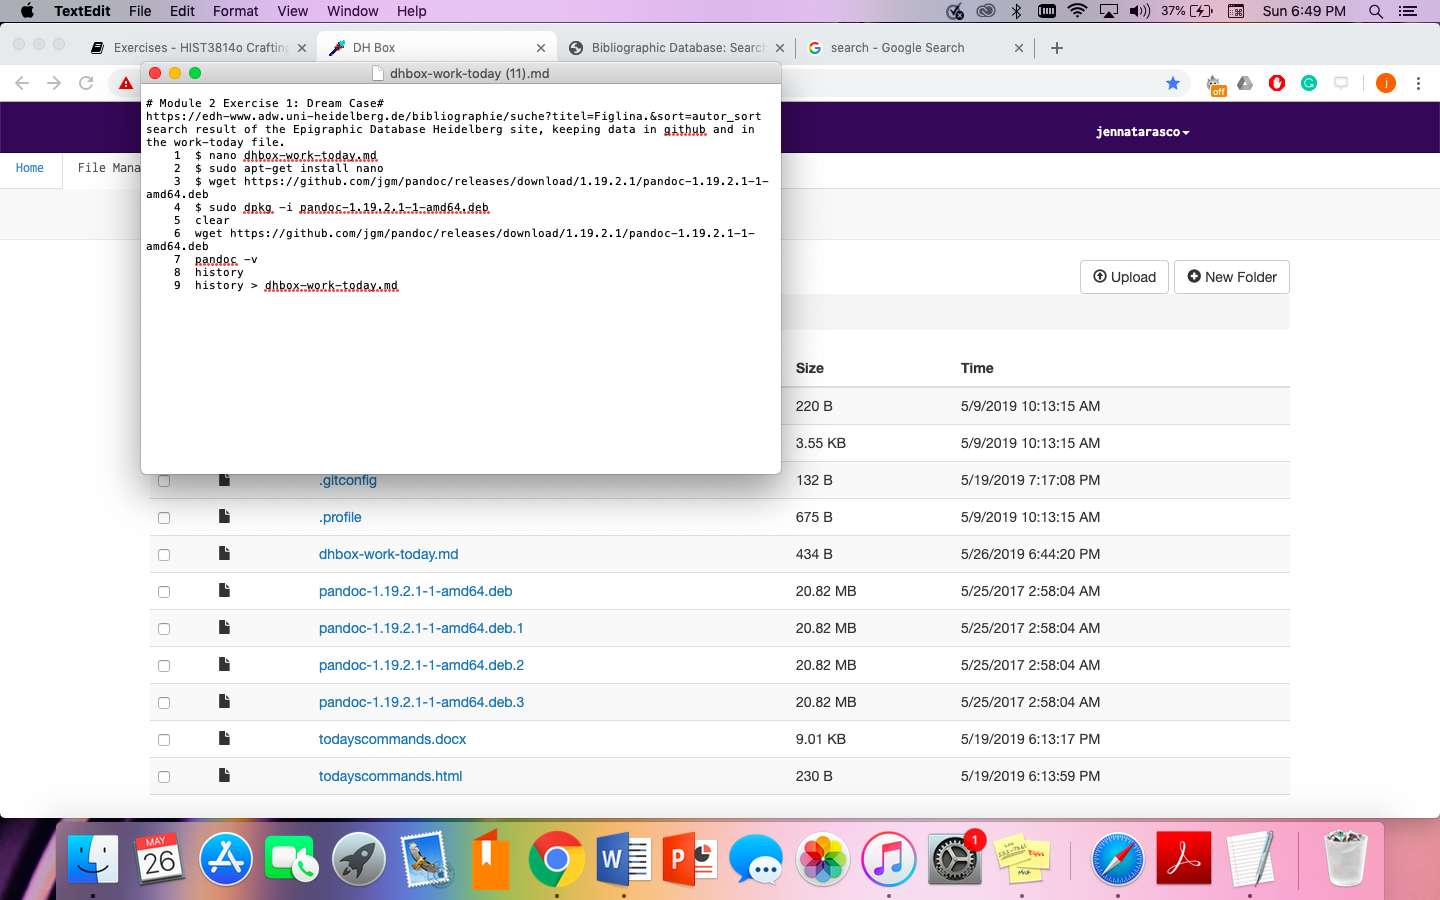 TextEdit File Edit Format View Window Help 37% Sun 6:49 PM
Exercises - HIST3814o Crafting
DH Box
Bibliographic Database: Search
search - Google Search
dhbox-work-today (11).md
off
j
# Module 2 Exercise 1: Dream Case#
https://edh-www.adw.uni-heidelberg.de/bibliographie/suche?titel=Figlina.&sort=autor_sort
search result of the Epigraphic Database Heidelberg site, keeping data in github and in
the work-today file.
1 $ nano dhbox-work-today.md
2 $ sudo apt-get install nano
3 $ wget https://github.com/jgm/pandoc/releases/download/1.19.2.1/pandoc-1.19.2.1-1-
amd64.deb
4 $ sudo dpkg -i pandoc-1.19.2.1-1-amd64.deb
5 clear
6 wget https://github.com/jgm/pandoc/releases/download/1.19.2.1/pandoc-1.19.2.1-1-
amd64.deb
7 pandoc -v
8 history
9 history > dhbox-work-today.md
jennatarasco
Home File Mana
Upload New Folder
Size Time
220 B 5/9/2019 10:13:15 AM
3.55 KB 5/9/2019 10:13:15 AM
.gitconfig 132 B 5/19/2019 7:17:08 PM
.profile 675 B 5/9/2019 10:13:15 AM
dhbox-work-today.md 434 B 5/26/2019 6:44:20 PM
pandoc-1.19.2.1-1-amd64.deb 20.82 MB 5/25/2017 2:58:04 AM
pandoc-1.19.2.1-1-amd64.deb.1 20.82 MB 5/25/2017 2:58:04 AM
pandoc-1.19.2.1-1-amd64.deb.2 20.82 MB 5/25/2017 2:58:04 AM
pandoc-1.19.2.1-1-amd64.deb.3 20.82 MB 5/25/2017 2:58:04 AM
todayscommands.docx 9.01 KB 5/19/2019 6:13:17 PM
todayscommands.html 230 B 5/19/2019 6:13:59 PM
MAY
26
W
P
1